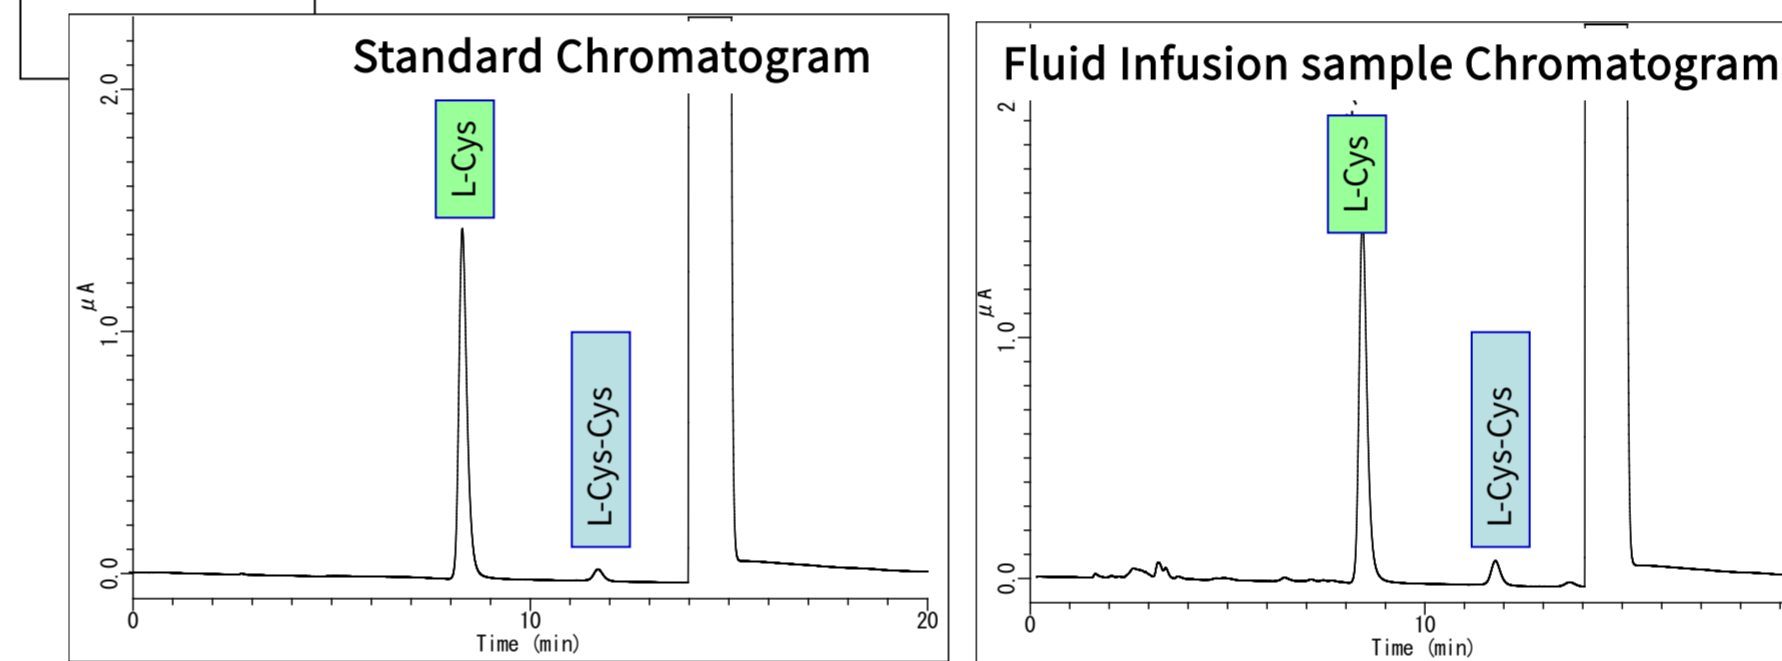 Standard Chromatogram
2.0
1.0
0.0
μA
L-Cys
L-Cys-Cys
0
10
20
Time (min)
Fluid Infusion sample Chromatogram
2
1.0
0.0
μA
L-Cys
L-Cys-Cys
0
10
Time (min)